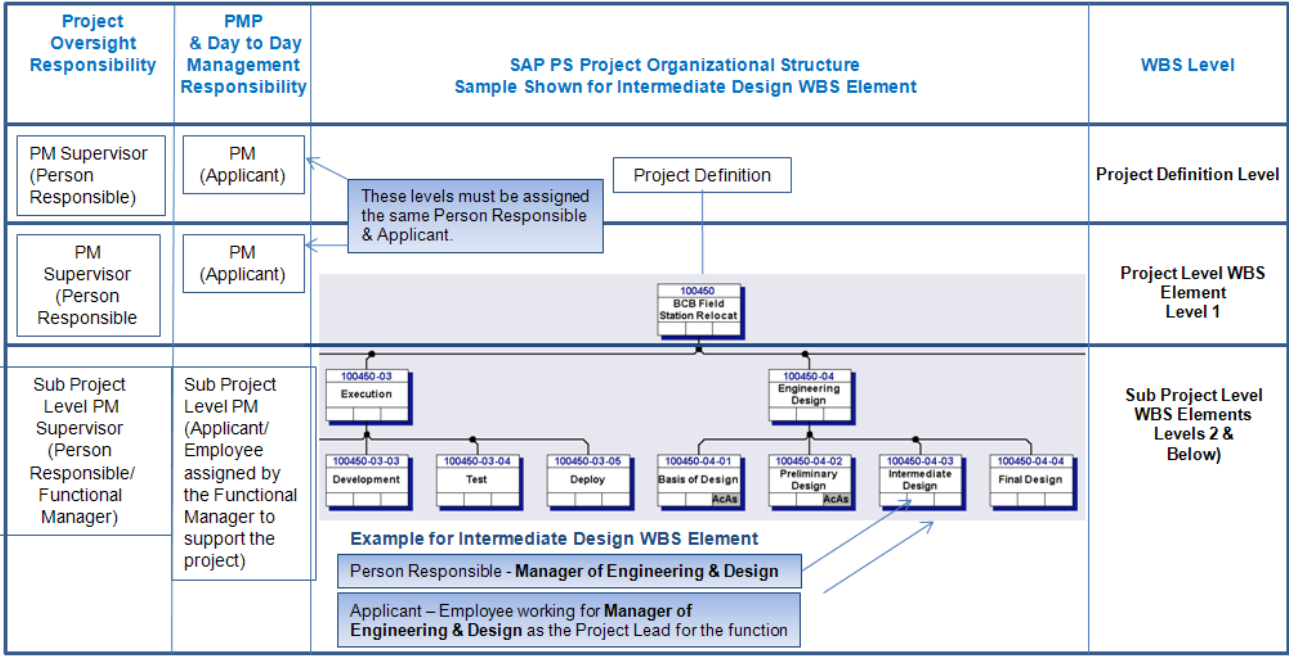 Project
Oversight
Responsibility
PMP
& Day to Day
Management
Responsibility
SAP PS Project Organizational Structure
Sample Shown for Intermediate Design WBS Element
WBS Level
PM Supervisor
(Person
Responsible)
PM
(Applicant)
These levels must be assigned
the same Person Responsible
& Applicant.
Project Definition
Project Definition Level
PM
Supervisor
(Person
Responsible
PM
(Applicant)
100450
BCB Field
Station Relocat
Project Level WBS
Element
Level 1
Sub Project
Level PM
Supervisor
(Person
Responsible/
Functional
Manager)
Sub Project
Level PM
(Applicant/
Employee
assigned by
the Functional
Manager to
support the
project)
100450-03
Execution
100450-04
Engineering
Design
100450-03-03
Development
100450-03-04
Test
100450-03-05
Deploy
100450-04-01
Basis of Design
AcAs
100450-04-02
Preliminary
Design
AcAs
100450-04-03
Intermediate
Design
100450-04-04
Final Design
Sub Project Level
WBS Elements
Levels 2 &
Below)
Example for Intermediate Design WBS Element
Person Responsible - Manager of Engineering & Design
Applicant – Employee working for Manager of
Engineering & Design as the Project Lead for the function